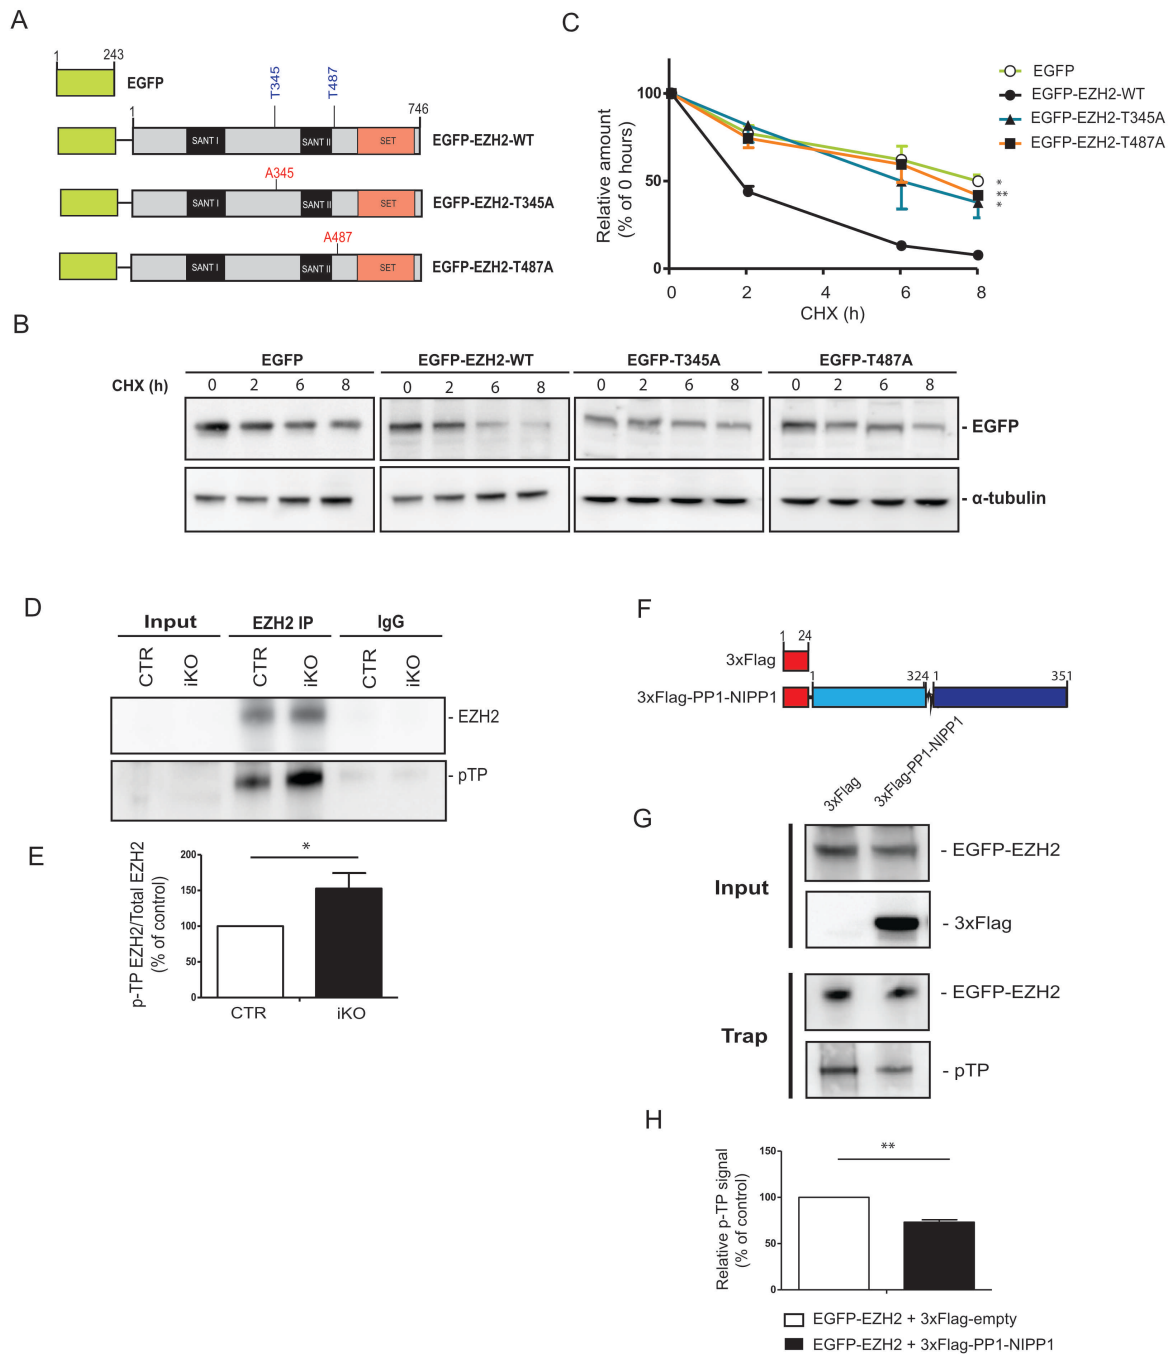 A
1 243
EGFP
T345
T487
1 746
SANT I SANT II SET
EGFP-EZH2-WT
A345
SANT I SANT II SET
EGFP-EZH2-T345A
A487
SANT I SANT II SET
EGFP-EZH2-T487A
C
Relative amount
(% of 0 hours)
100
50
0
0 2 4 6 8
CHX (h)
EGFP
EGFP-EZH2-WT
EGFP-EZH2-T345A
EGFP-EZH2-T487A
*
**
*
B
EGFP EGFP-EZH2-WT EGFP-T345A EGFP-T487A
CHX (h) 0 2 6 8 0 2 6 8 0 2 6 8 0 2 6 8
- EGFP
- α-tubulin
D
Input EZH2 IP IgG
CTR iKO CTR iKO CTR iKO
- EZH2
- pTP
E
p-TP EZH2/Total EZH2
(% of control)
200
150
100
50
0
*
CTR iKO
F
1 24
3xFlag
1 324 1 351
3xFlag-PP1-NIPP1
G
3xFlag 3xFlag-PP1-NIPP1
Input
- EGFP-EZH2
- 3xFlag
Trap
- EGFP-EZH2
- pTP
H
Relative p-TP signal
(% of control)
150
100
50
0
**
EGFP-EZH2 + 3xFlag-empty
EGFP-EZH2 + 3xFlag-PP1-NIPP1